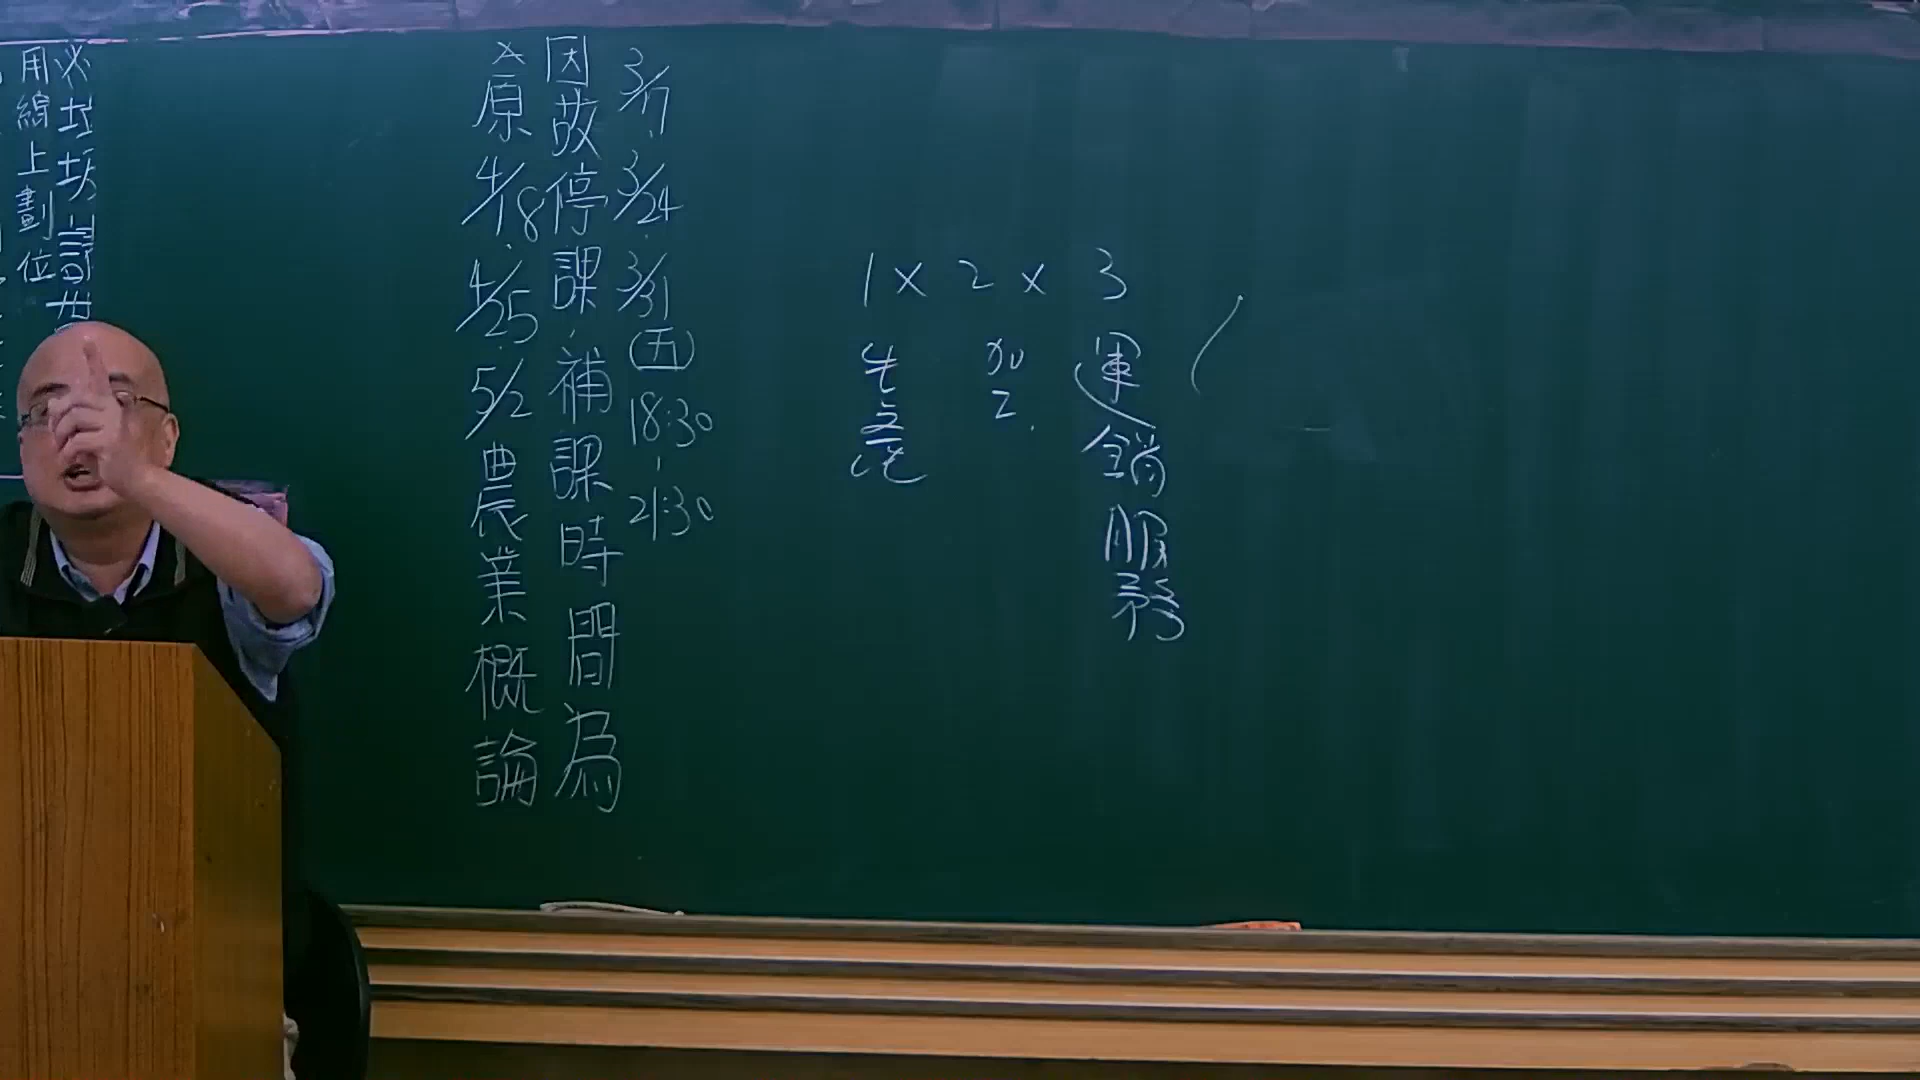 3/17、3/24、3/31(五)18:30-21:30
因故停課,補課時間為
原4/18、4/25、5/2農業概論
用線上劃位
1 × 2 × 3
生產
加工
運銷服務
(